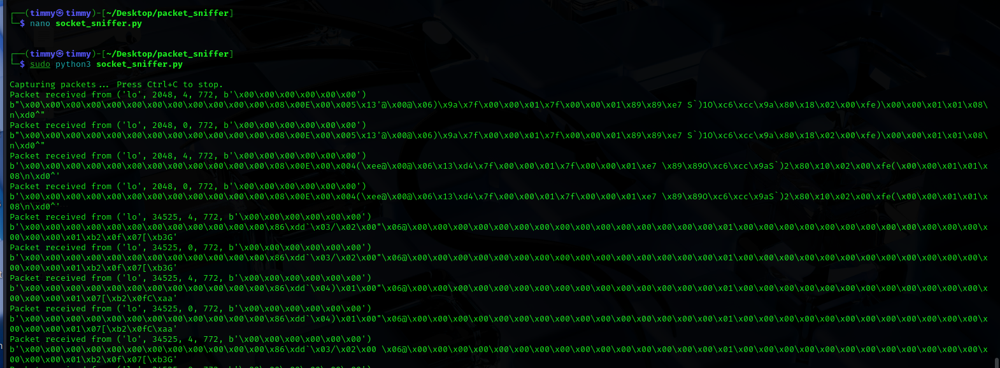 ┌──(timmy㉿timmy)-[~/Desktop/packet_sniffer]
└─$ nano socket_sniffer.py
┌──(timmy㉿timmy)-[~/Desktop/packet_sniffer]
└─$ sudo python3 socket_sniffer.py
Capturing packets... Press Ctrl+C to stop.
Packet received from ('lo', 2048, 4, 772, b'\x00\x00\x00\x00\x00\x00')
b"\x00\x00\x00\x00\x00\x00\x00\x00\x00\x00\x00\x00\x08\x00E\x00\x005\x13'@\x00@\x06)\x9a\x7f\x00\x00\x01\x7f\x00\x00\x01\x89\x89\xe7 S`)1O\xc6\xcc\x9a\x80\x18\x02\x00\xfe)\x00\x00\x01\x01\x08\
n\xd0^"
Packet received from ('lo', 2048, 0, 772, b'\x00\x00\x00\x00\x00\x00')
b"\x00\x00\x00\x00\x00\x00\x00\x00\x00\x00\x00\x00\x08\x00E\x00\x005\x13'@\x00@\x06)\x9a\x7f\x00\x00\x01\x7f\x00\x00\x01\x89\x89\xe7 S`)1O\xc6\xcc\x9a\x80\x18\x02\x00\xfe)\x00\x00\x01\x01\x08\
n\xd0^"
Packet received from ('lo', 2048, 4, 772, b'\x00\x00\x00\x00\x00\x00')
b'\x00\x00\x00\x00\x00\x00\x00\x00\x00\x00\x00\x00\x08\x00E\x00\x004(\xee@\x00@\x06\x13\xd4\x7f\x00\x00\x01\x7f\x00\x00\x01\xe7 \x89\x89O\xc6\xcc\x9aS`)2\x80\x10\x02\x00\xfe(\x00\x00\x01\x01\x
08\n\xd0^'
Packet received from ('lo', 2048, 0, 772, b'\x00\x00\x00\x00\x00\x00')
b'\x00\x00\x00\x00\x00\x00\x00\x00\x00\x00\x00\x00\x08\x00E\x00\x004(\xee@\x00@\x06\x13\xd4\x7f\x00\x00\x01\x7f\x00\x00\x01\xe7 \x89\x89O\xc6\xcc\x9aS`)2\x80\x10\x02\x00\xfe(\x00\x00\x01\x01\x
08\n\xd0^'
Packet received from ('lo', 34525, 4, 772, b'\x00\x00\x00\x00\x00\x00')
b'\x00\x00\x00\x00\x00\x00\x00\x00\x00\x00\x00\x00\x86\xdd`\x03/\x02\x00"\x06@\x00\x00\x00\x00\x00\x00\x00\x00\x00\x00\x00\x00\x00\x00\x00\x01\x00\x00\x00\x00\x00\x00\x00\x00\x00\x00\x00\x00\x
00\x00\x00\x01\xb2\x0f\x07[\xb3G'
Packet received from ('lo', 34525, 0, 772, b'\x00\x00\x00\x00\x00\x00')
b'\x00\x00\x00\x00\x00\x00\x00\x00\x00\x00\x00\x00\x86\xdd`\x03/\x02\x00"\x06@\x00\x00\x00\x00\x00\x00\x00\x00\x00\x00\x00\x00\x00\x00\x00\x01\x00\x00\x00\x00\x00\x00\x00\x00\x00\x00\x00\x00\x
00\x00\x00\x01\xb2\x0f\x07[\xb3G'
Packet received from ('lo', 34525, 4, 772, b'\x00\x00\x00\x00\x00\x00')
b'\x00\x00\x00\x00\x00\x00\x00\x00\x00\x00\x00\x00\x86\xdd`\x04)\x01\x00"\x06@\x00\x00\x00\x00\x00\x00\x00\x00\x00\x00\x00\x00\x00\x00\x00\x01\x00\x00\x00\x00\x00\x00\x00\x00\x00\x00\x00\x00\x
00\x00\x00\x01\x07[\xb2\x0fC\xaa'
Packet received from ('lo', 34525, 0, 772, b'\x00\x00\x00\x00\x00\x00')
b'\x00\x00\x00\x00\x00\x00\x00\x00\x00\x00\x00\x00\x86\xdd`\x04)\x01\x00"\x06@\x00\x00\x00\x00\x00\x00\x00\x00\x00\x00\x00\x00\x00\x00\x00\x01\x00\x00\x00\x00\x00\x00\x00\x00\x00\x00\x00\x00\x
00\x00\x00\x01\x07[\xb2\x0fC\xaa'
Packet received from ('lo', 34525, 4, 772, b'\x00\x00\x00\x00\x00\x00')
b'\x00\x00\x00\x00\x00\x00\x00\x00\x00\x00\x00\x00\x86\xdd`\x03/\x02\x00 \x06@\x00\x00\x00\x00\x00\x00\x00\x00\x00\x00\x00\x00\x00\x00\x00\x01\x00\x00\x00\x00\x00\x00\x00\x00\x00\x00\x00\x00\x
00\x00\x00\x01\xb2\x0f\x07[\xb3G'